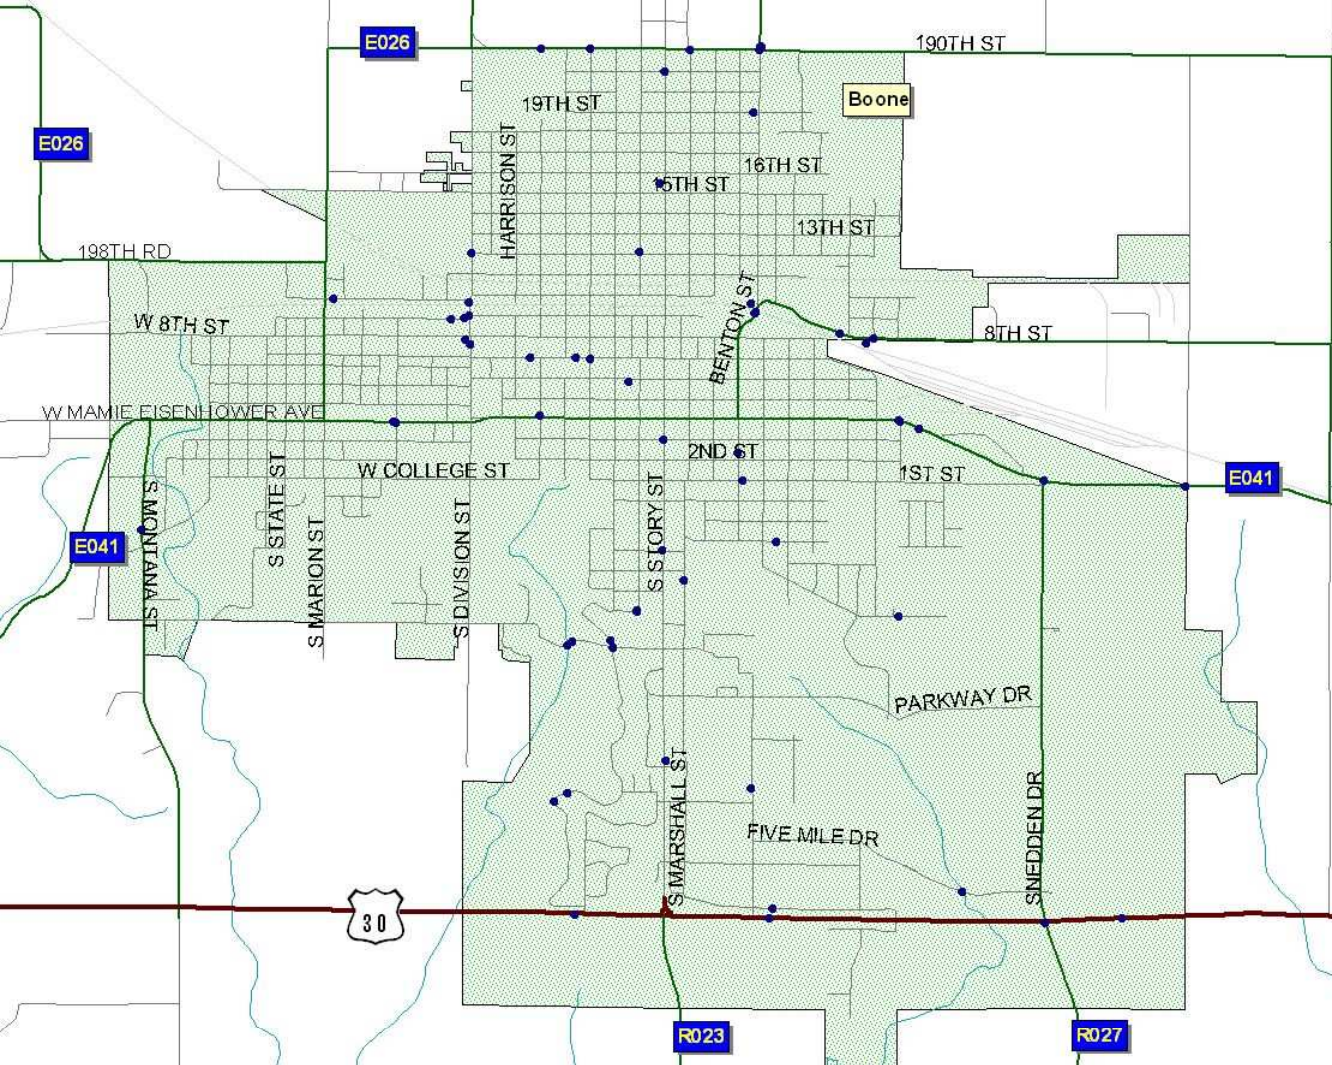 E026
190TH ST
Boone
19TH ST
E026
HARRISON ST
16TH ST
15TH ST
13TH ST
198TH RD
BENTON ST
W 8TH ST
8TH ST
W MAMIE EISENHOWER AVE
2ND ST
W COLLEGE ST
1ST ST
E041
S STATE ST
S STORY ST
S MONTANA ST
S DIVISION ST
S MARION ST
E041
PARKWAY DR
S MARSHALL ST
SNEDDEN DR
FIVE MILE DR
30
R023
R027